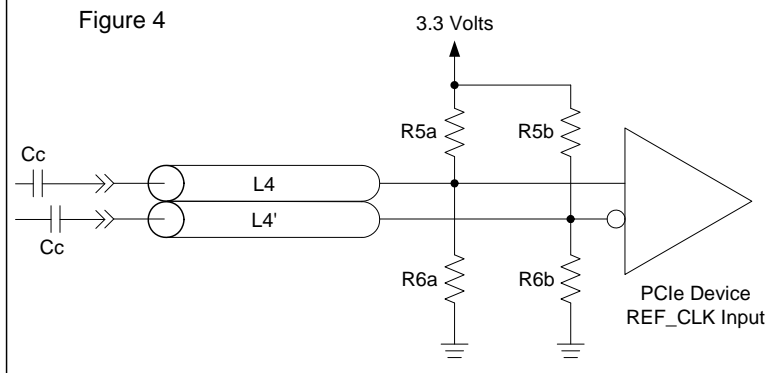 Figure 4
3.3 Volts
R5a
R5b
Cc
L4
L4'
Cc
R6a
R6b
PCIe Device
REF_CLK Input